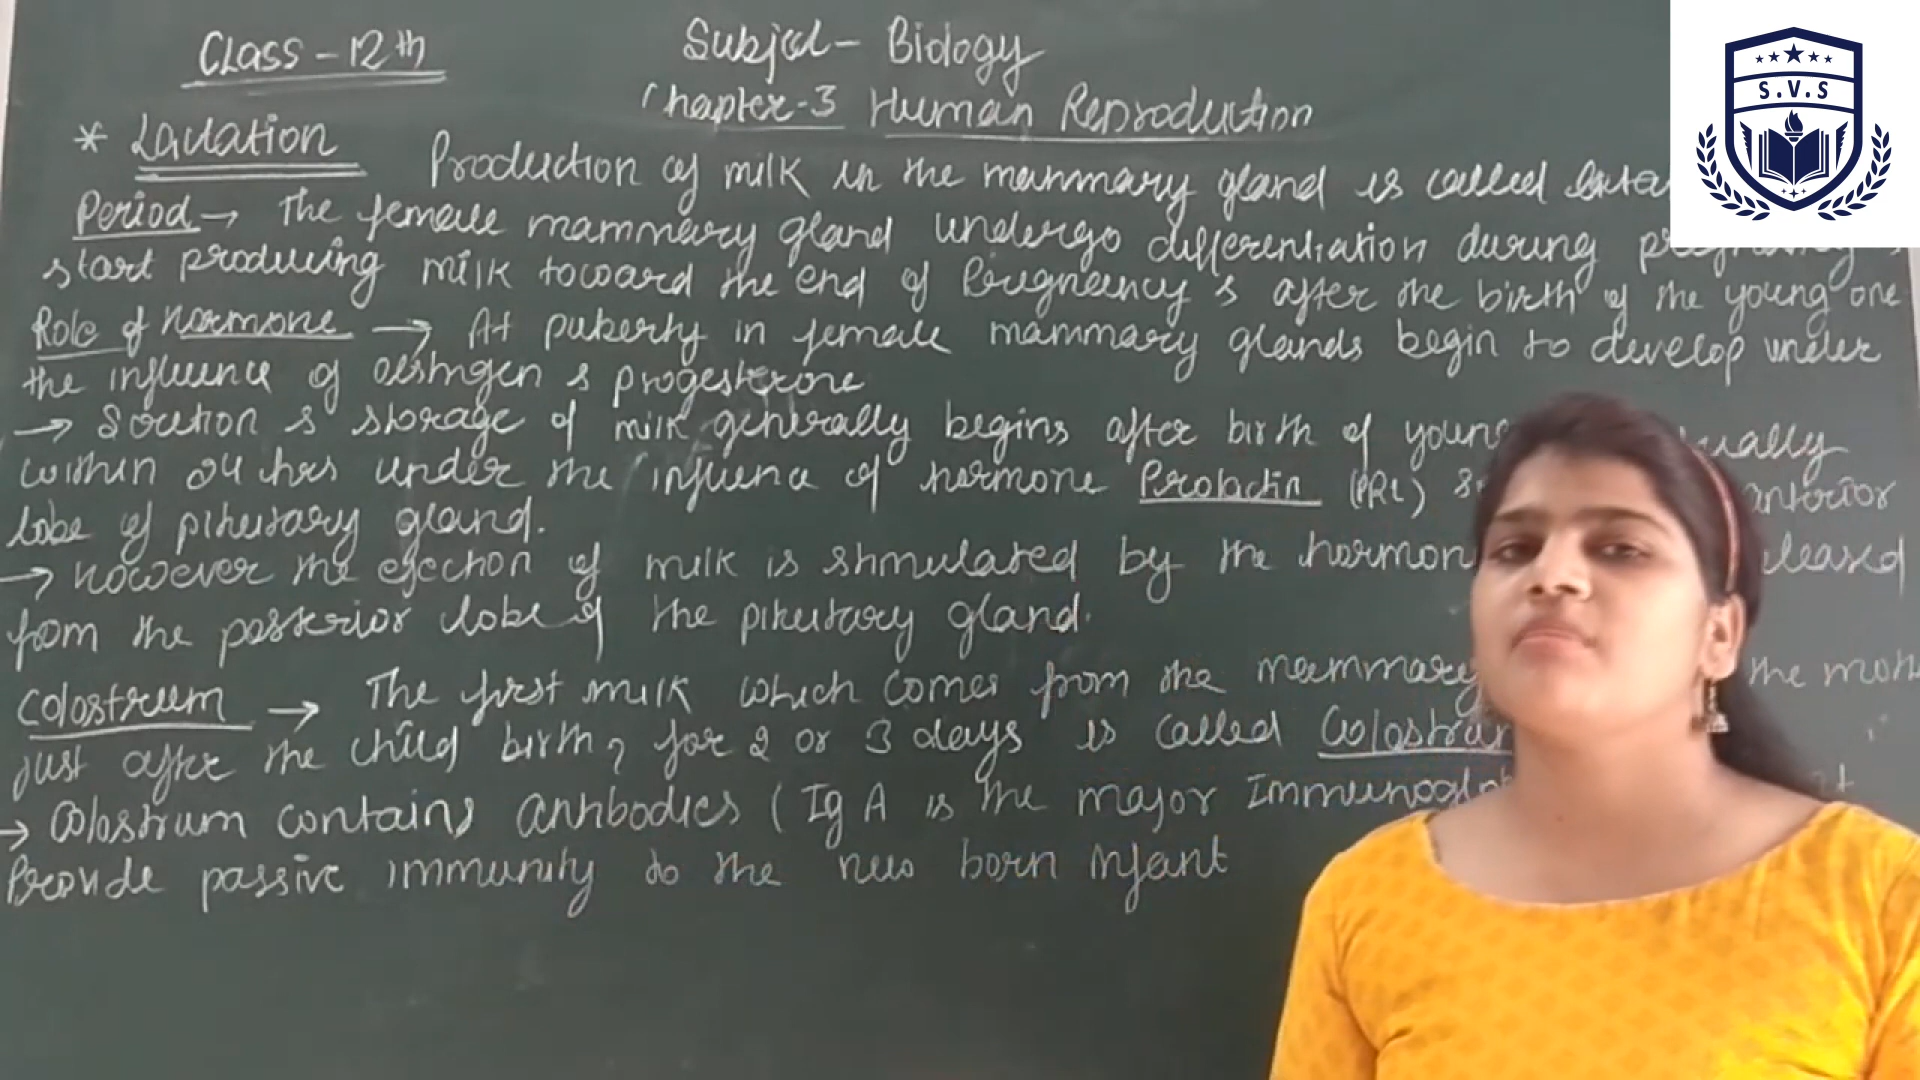 Class - 12th
Subject - Biology
Chapter-3 Human Reproduction
S.V.S
* Lactation Production of milk in the mammary gland is called
Period → The female mammary gland undergo differentiation during
start producing milk toward the end of Pregnancy & after the birth of the young one
Role of Hormone → At puberty in female mammary glands begin to develop under
the influence of oestrogen & progesterone
→ Secretion & storage of milk generally begins after birth of young
within 24 hrs under the influence of hormone Prolactin (PRL) anterior
lobe of pituitary gland.
→ However the ejection of milk is stimulated by the hormon
from the posterior lobe of the pituitary gland.
Colostrum → The first milk which comes from the mammary the
just after the child birth, for 2 or 3 days is called
→ Colostrum contains antibodies (IgA is the major
Provide passive immunity to the new born infant